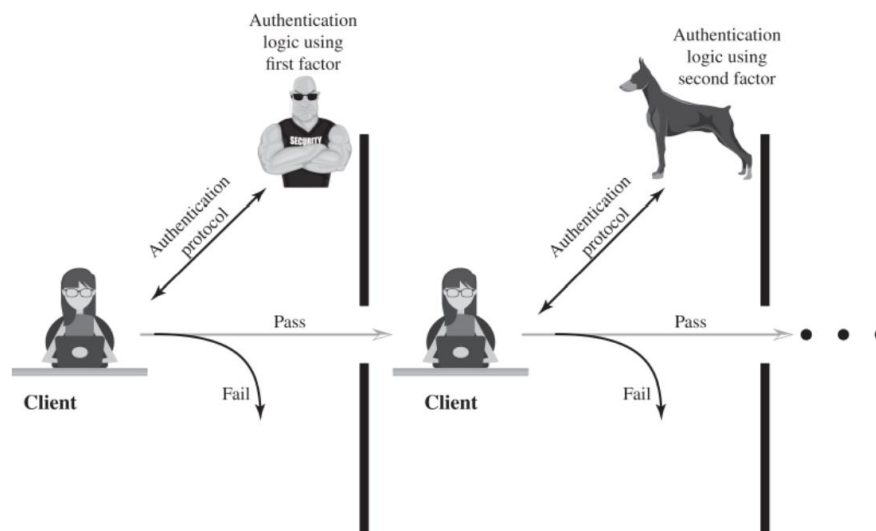 Authentication
logic using
first factor
Authentication
logic using
second factor
SECURITY
Authentication
protocol
Authentication
protocol
Pass
Pass
Fail
Fail
Client
Client